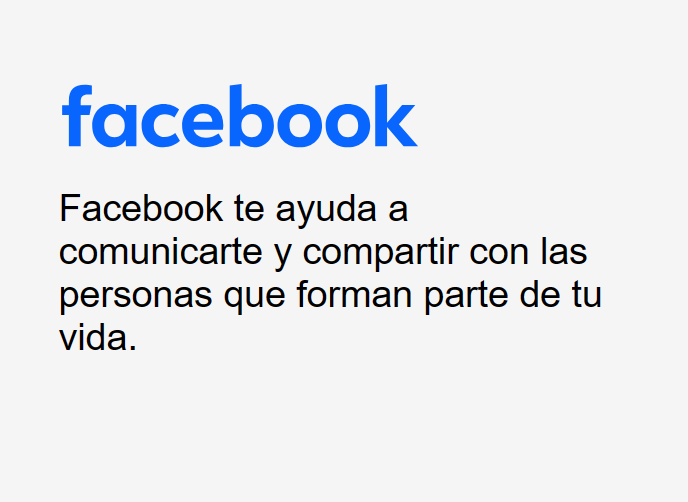 facebook
Facebook te ayuda a
comunicarte y compartir con las
personas que forman parte de tu
vida.